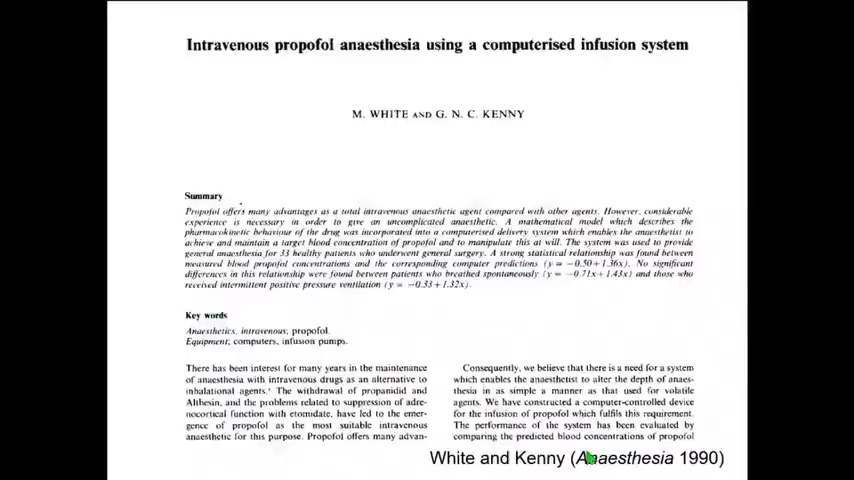 Intravenous propofol anaesthesia using a computerised infusion system
M. WHITE AND G. N. C. KENNY
Summary
Propofol offers many advantages as a total intravenous anaesthetic agent compared with other agents. However, considerable
experience is necessary in order to give an uncomplicated anaesthetic. A mathematical model which describes the
pharmacokinetic behaviour of the drug was incorporated into a computerised delivery system which enables the anaesthetist to
achieve and maintain a target blood concentration of propofol and to manipulate this at will. The system was used to provide
general anaesthesia for 33 healthy patients who underwent general surgery. A strong statistical relationship was found between
measured blood propofol concentrations and the corresponding computer predictions (y = −0.50+1.36x). No significant
differences in this relationship were found between patients who breathed spontaneously (y = −0.71x+1.43x) and those who
received intermittent positive pressure ventilation (y = −0.33+1.32x).
Key words
Anaesthetics, intravenous; propofol.
Equipment; computers, infusion pumps.
There has been interest for many years in the maintenance
of anaesthesia with intravenous drugs as an alternative to
inhalational agents.¹ The withdrawal of propanidid and
Althesin, and the problems related to suppression of adre-
nocortical function with etomidate, have led to the emer-
gence of propofol as the most suitable intravenous
anaesthetic for this purpose. Propofol offers many advan-
Consequently, we believe that there is a need for a system
which enables the anaesthetist to alter the depth of anaes-
thesia in as simple a manner as that used for volatile
agents. We have constructed a computer-controlled device
for the infusion of propofol which fulfils this requirement.
The performance of the system has been evaluated by
comparing the predicted blood concentrations of propofol
White and Kenny (Anaesthesia 1990)